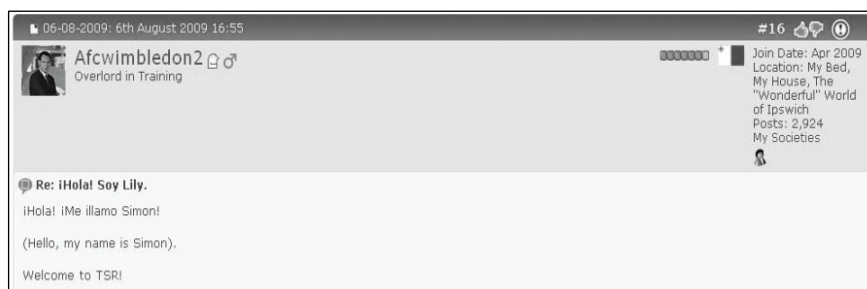 06-08-2009: 6th August 2009 16:55
#16
Afcwimbledon2
Overlord in Training
Join Date: Apr 2009
Location: My Bed,
My House, The
"Wonderful" World
of Ipswich
Posts: 2,924
My Societies
Re: ¡Hola! Soy Lily.
¡Hola! ¡Me illamo Simon!
(Hello, my name is Simon).
Welcome to TSR!